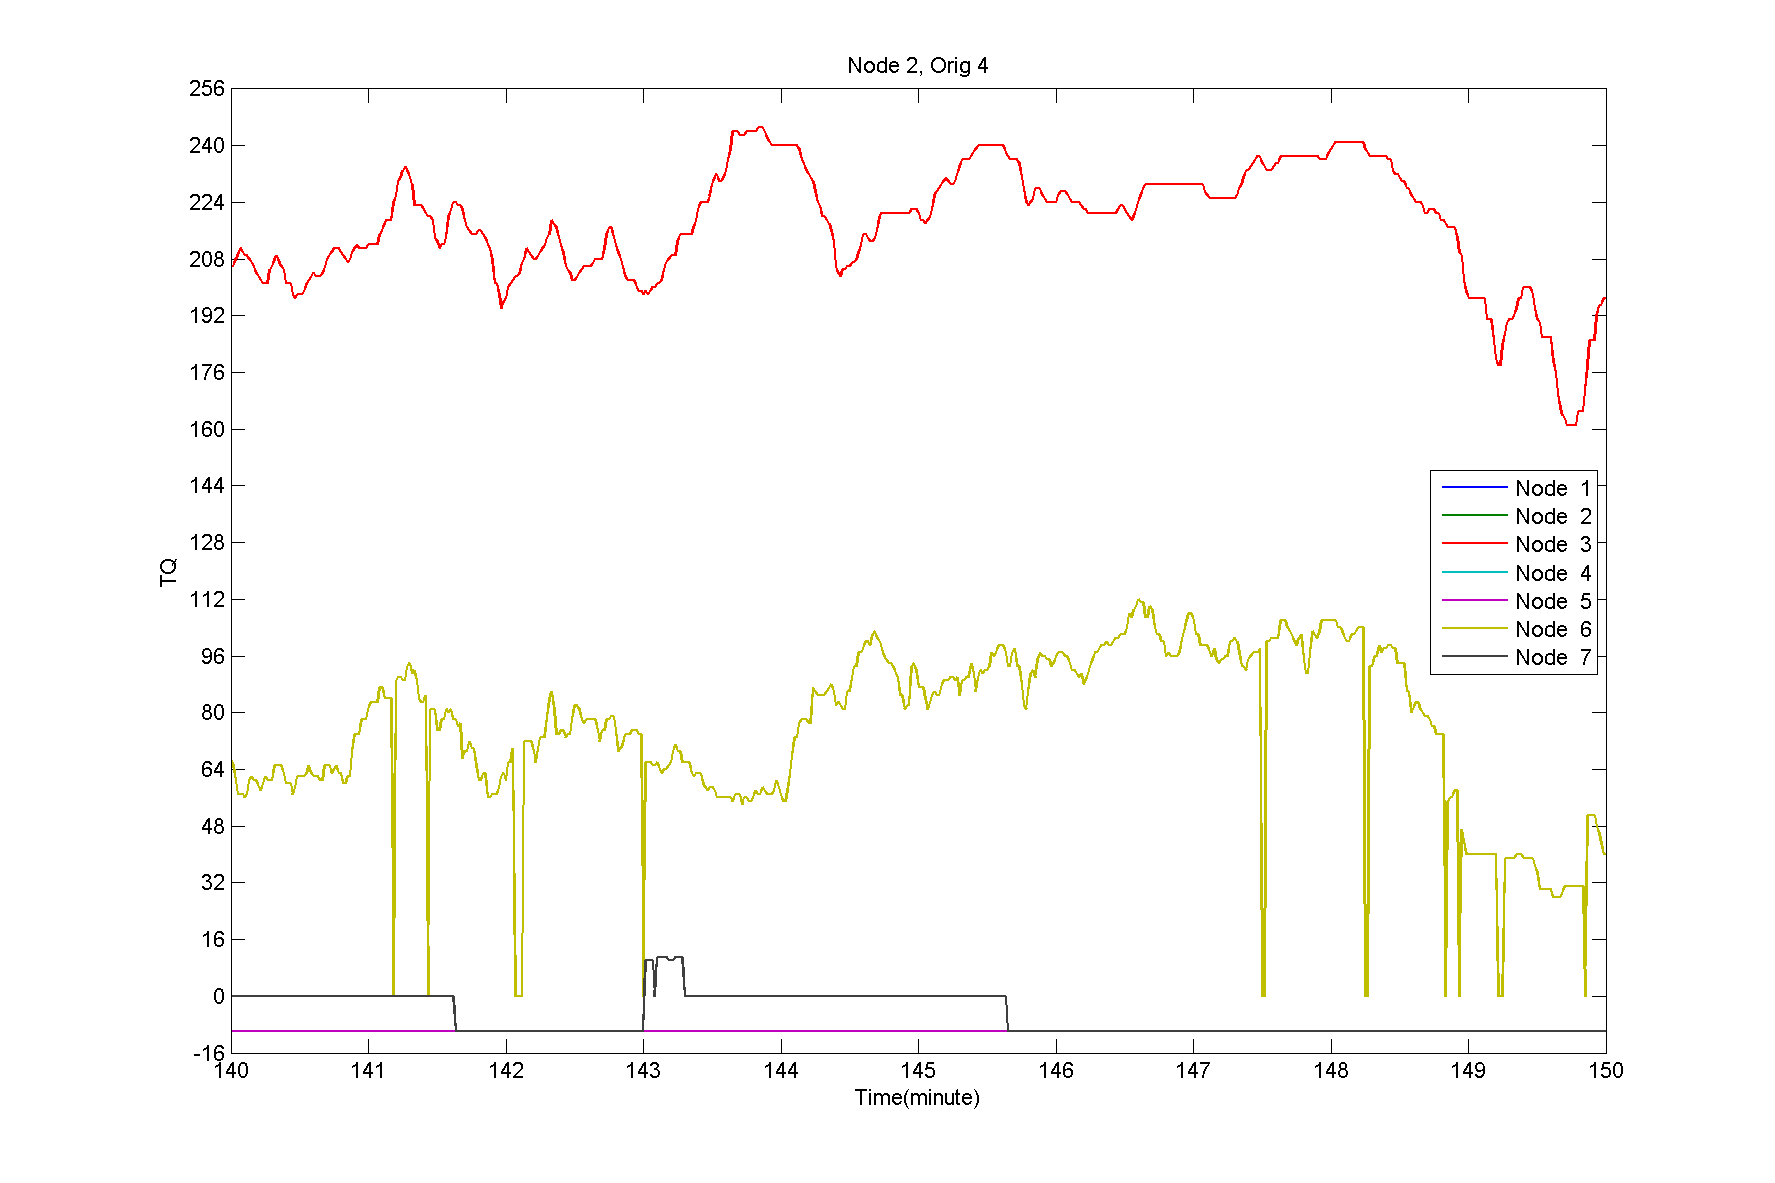 Node 2, Orig 4
256
240
224
208
192
176
160
144
128
112
96
80
64
48
32
16
0
-16
TQ
Node 1
Node 2
Node 3
Node 4
Node 5
Node 6
Node 7
140 141 142 143 144 145 146 147 148 149 150
Time(minute)